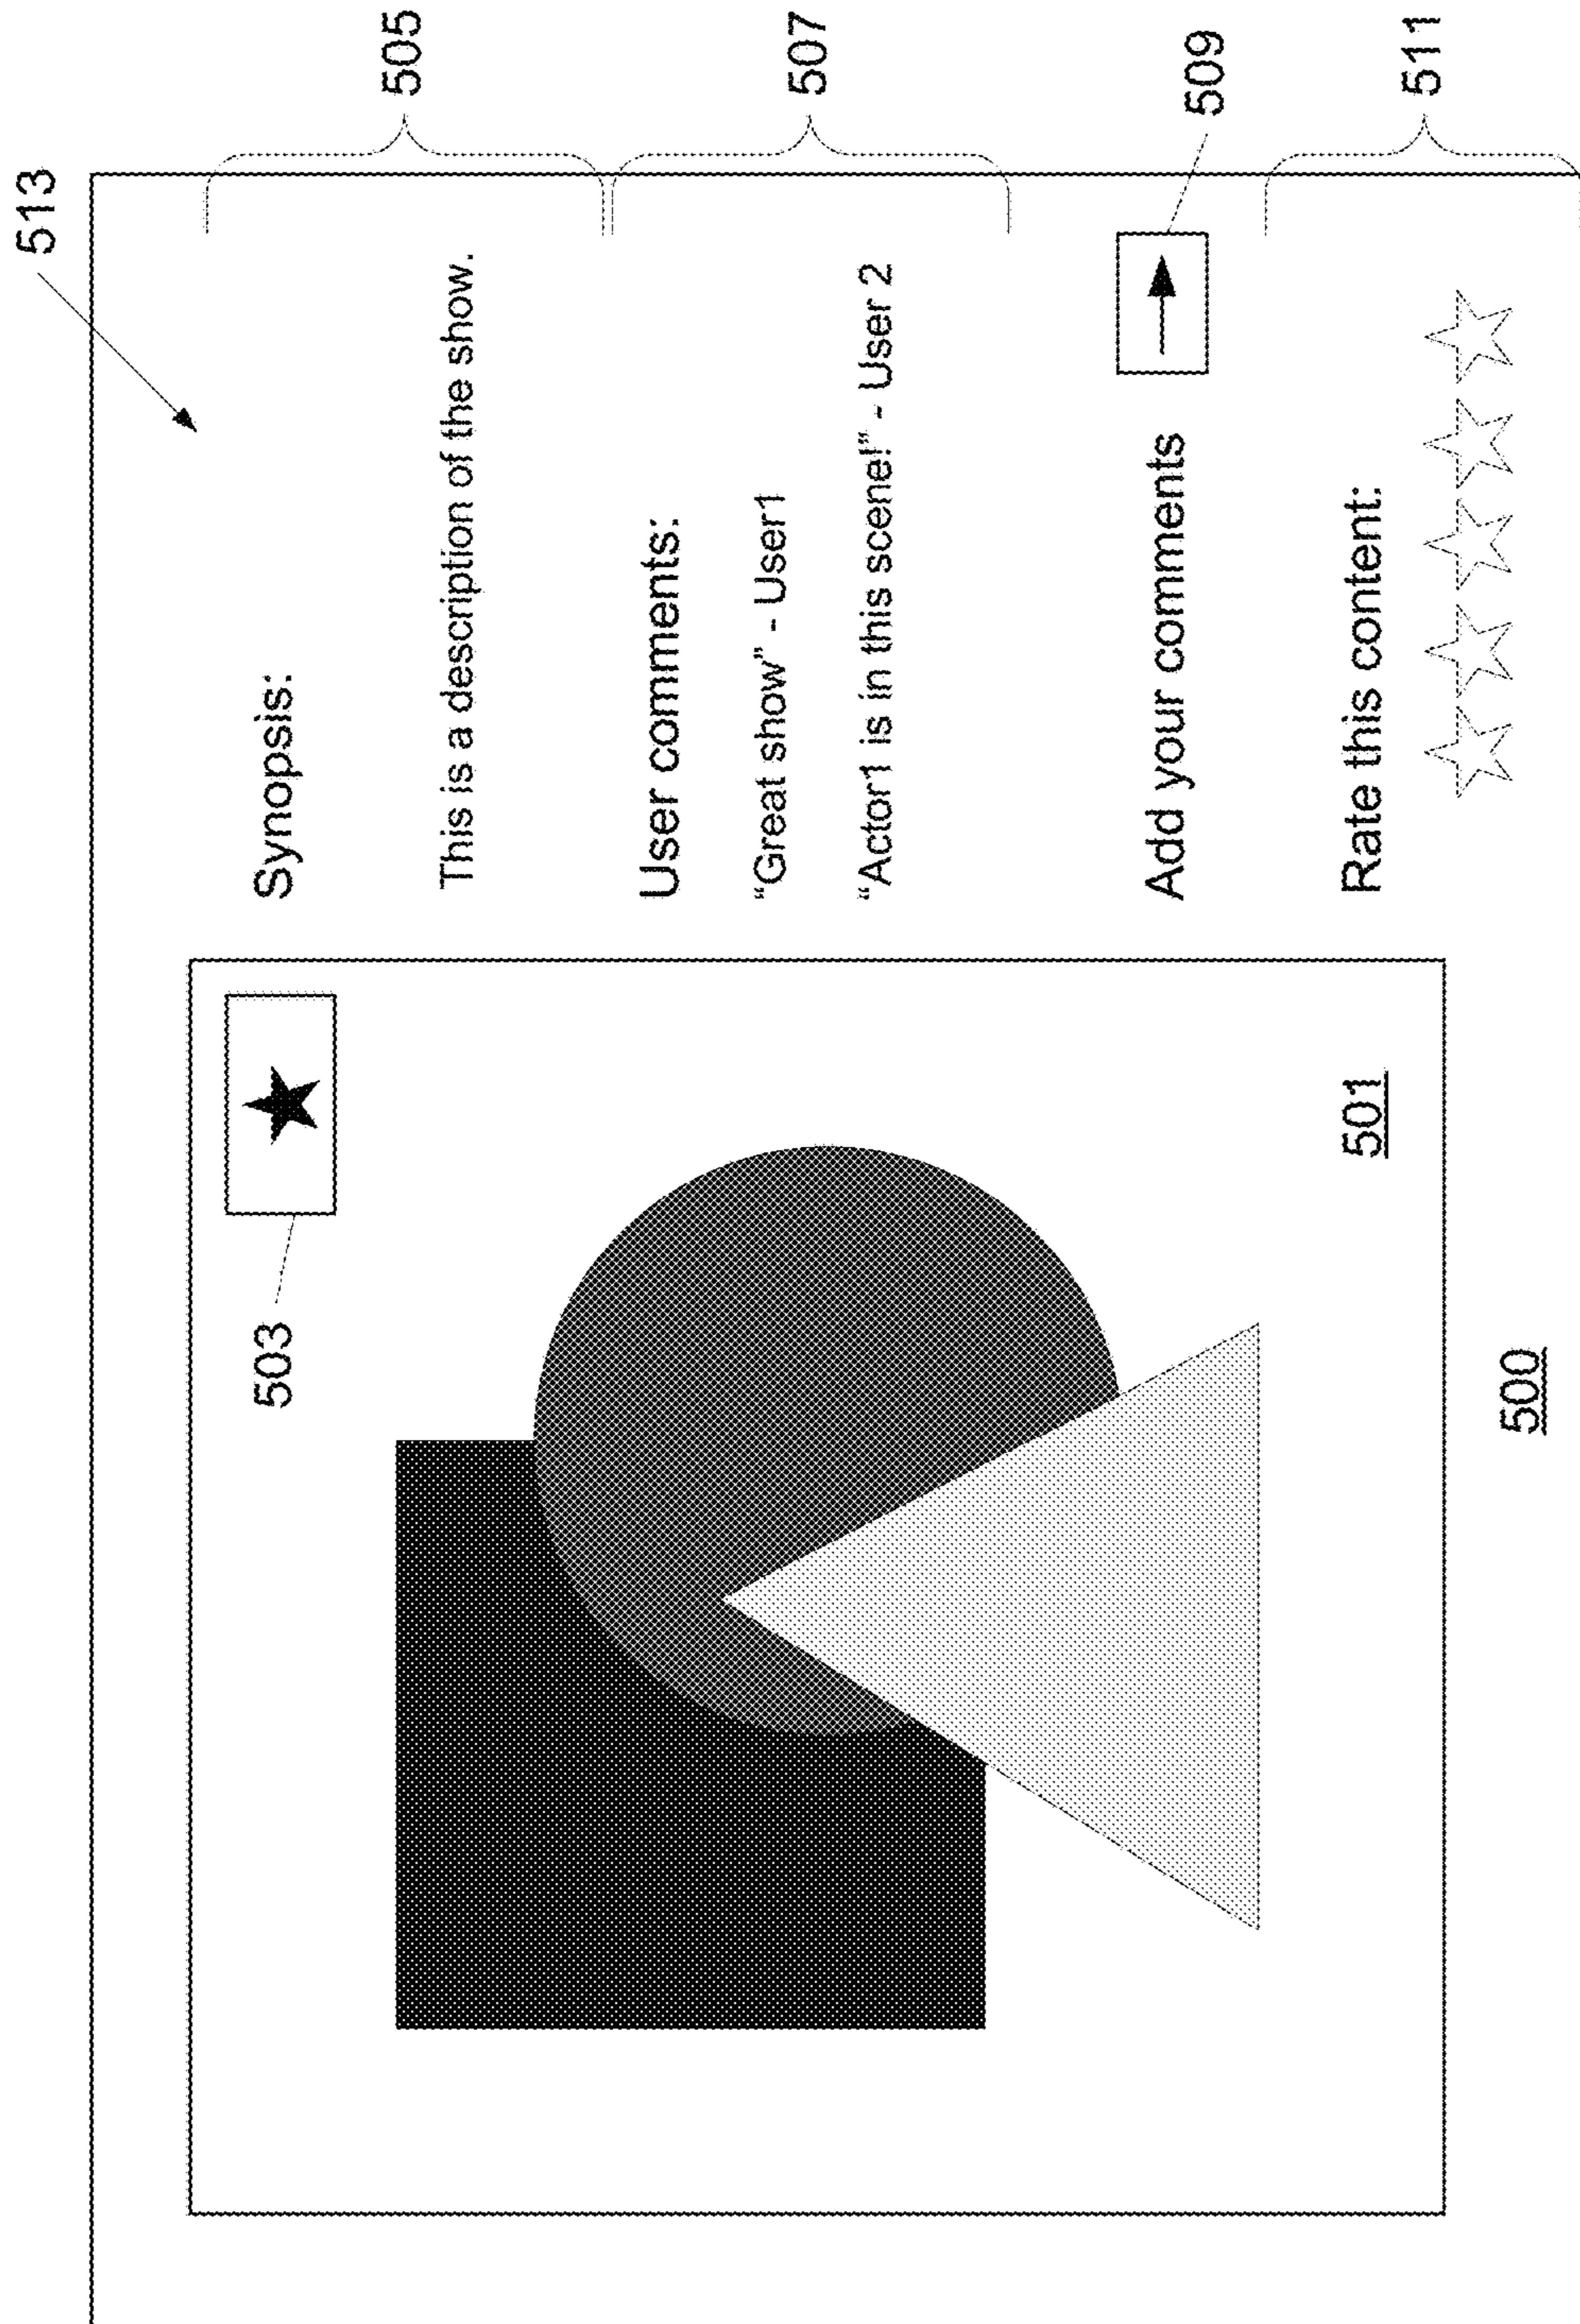 513
503
Synopsis:
505
This is a description of the show.
User comments:
507
“Great show” - User1
“Actor1 is in this scene!” - User 2
Add your comments
509
501
Rate this content:
511
500